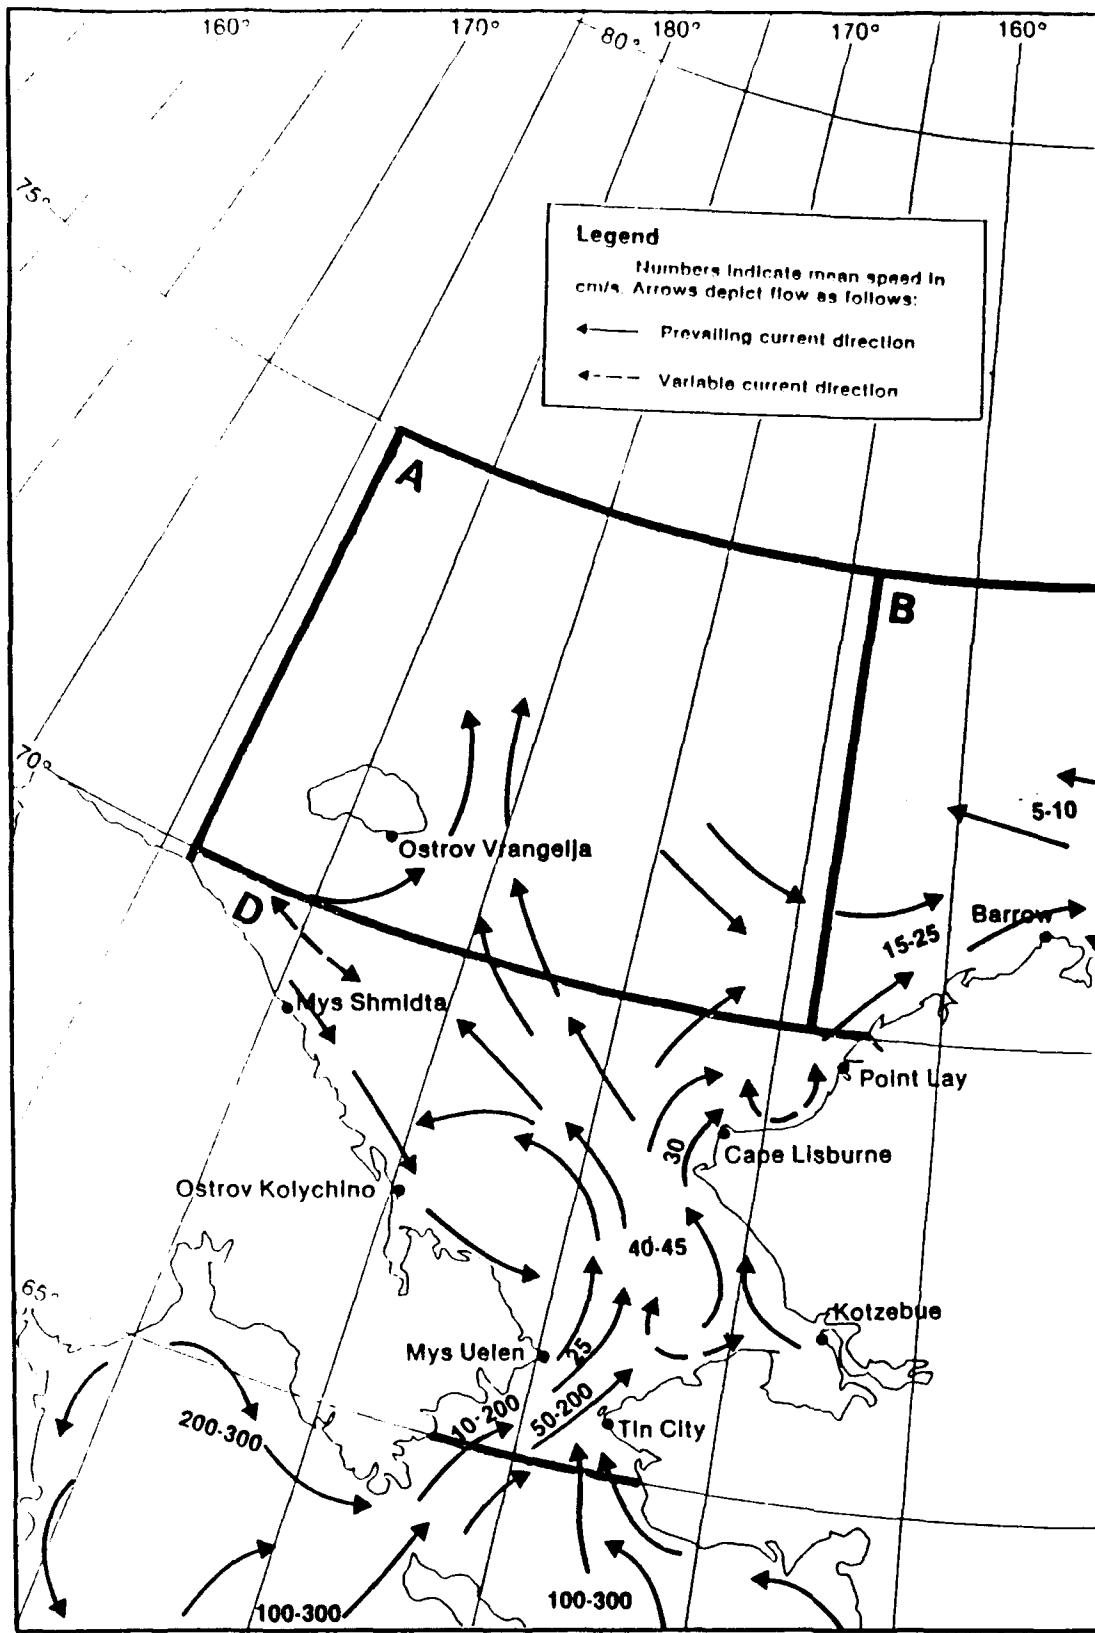 160°
170°
80°
180°
170°
160°
75°
Legend
Numbers indicate mean speed in
cm/s. Arrows depict flow as follows:
Prevailing current direction
Variable current direction
A
B
70°
5-10
Ostrov Vrangelja
D
Barrow
15-25
Mys Shmidta
Point Lay
30
Cape Lisburne
Ostrov Kolychino
40-45
65°
Kotzebue
Mys Uelen
25
10-200
50-200
Tin City
200-300
100-300
100-300